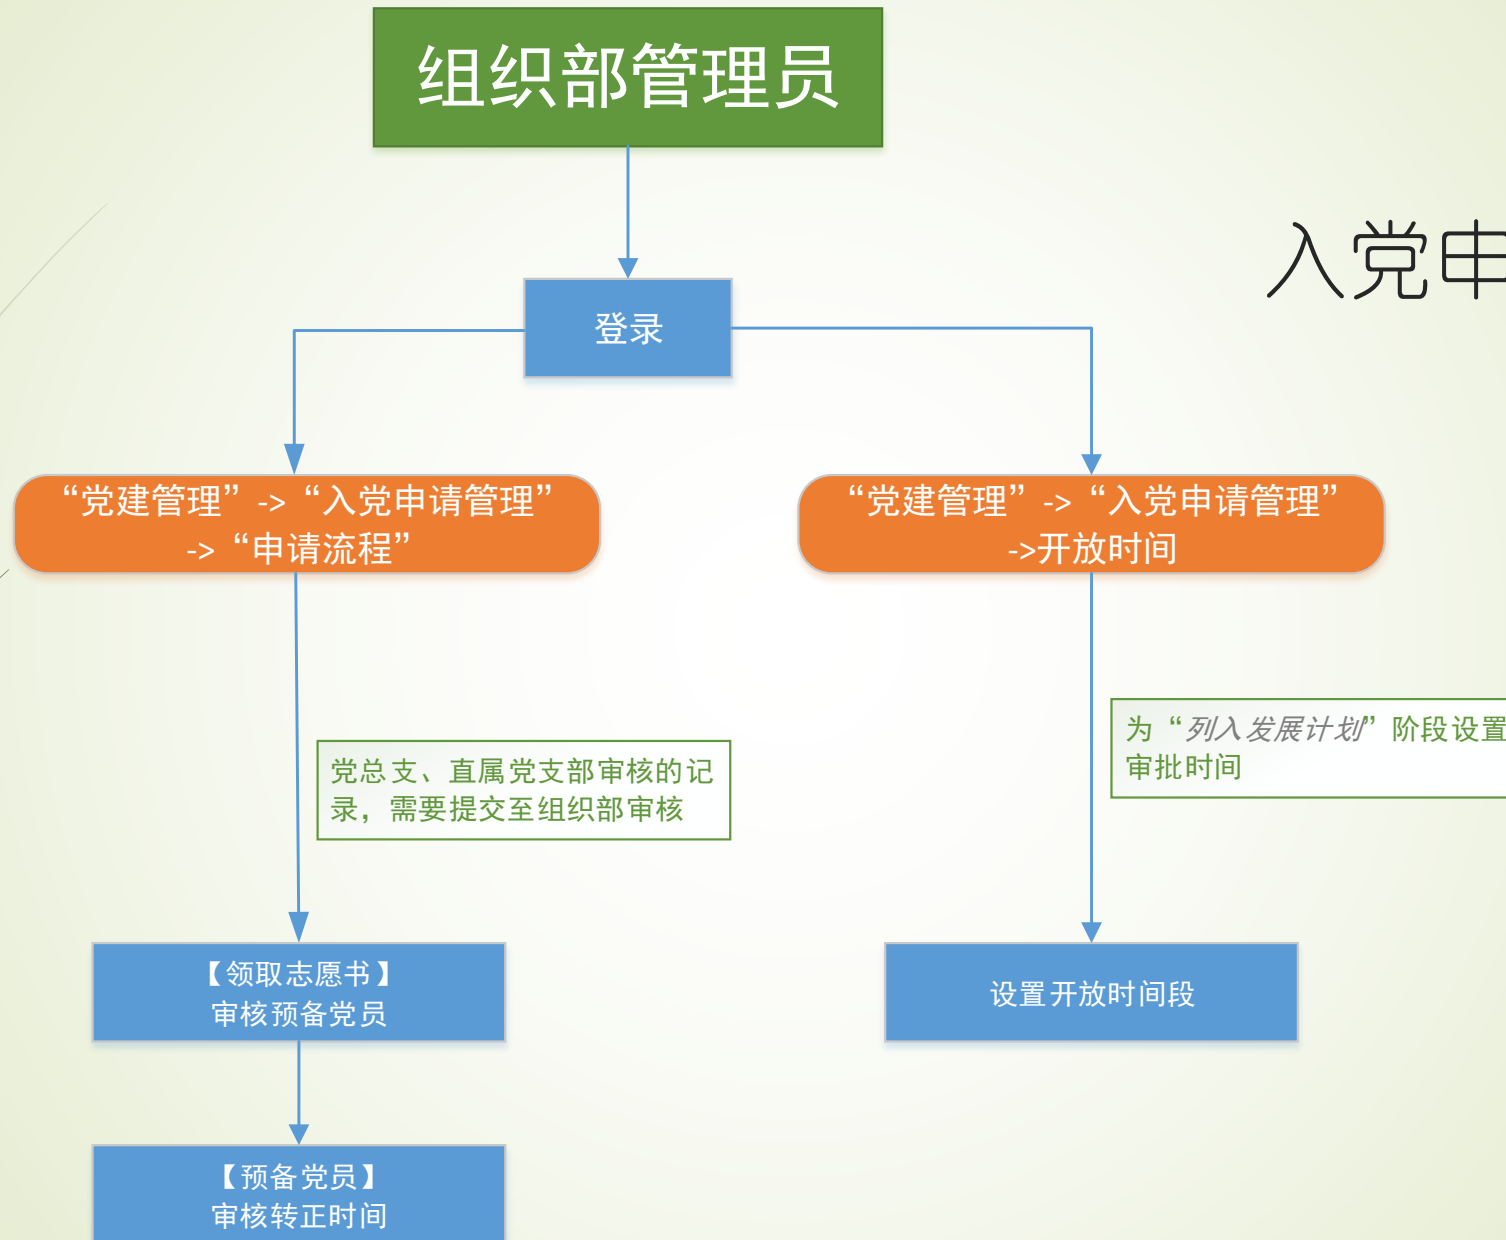 组织部管理员
入党申
登录
“党建管理”->“入党申请管理”
->“申请流程”
“党建管理”->“入党申请管理”
->开放时间
为“列入发展计划”阶段设置
审批时间
党总支、直属党支部审核的记
录，需要提交至组织部审核
【领取志愿书】
审核预备党员
设置开放时间段
【预备党员】
审核转正时间